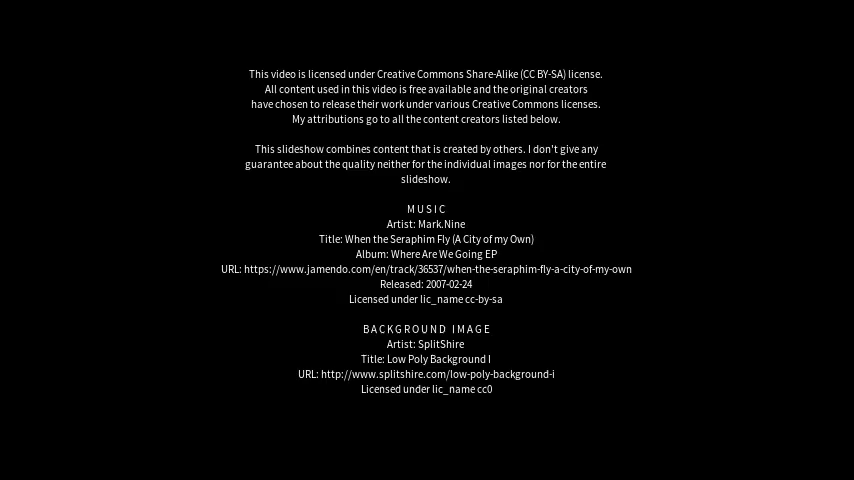 This video is licensed under Creative Commons Share-Alike (CC BY-SA) license.
All content used in this video is free available and the original creators
have chosen to release their work under various Creative Commons licenses.
My attributions go to all the content creators listed below.
This slideshow combines content that is created by others. I don't give any
guarantee about the quality neither for the individual images nor for the entire
slideshow.
MUSIC
Artist: Mark.Nine
Title: When the Seraphim Fly (A City of my Own)
Album: Where Are We Going EP
URL: https://www.jamendo.com/en/track/36537/when-the-seraphim-fly-a-city-of-my-own
Released: 2007-02-24
Licensed under lic_name cc-by-sa
BACKGROUND IMAGE
Artist: SplitShire
Title: Low Poly Background I
URL: http://www.splitshire.com/low-poly-background-i
Licensed under lic_name cc0